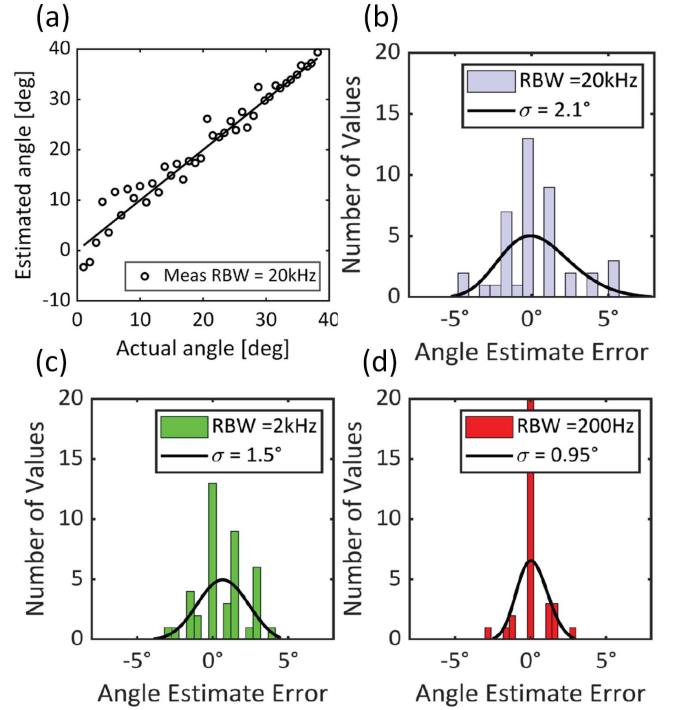 (a)
40
30
20
10
0
-10
Estimated angle [deg]
Meas RBW = 20kHz
0 10 20 30 40
Actual angle [deg]
(b)
20
15
10
5
0
Number of Values
RBW =20kHz
σ = 2.1°
-5° 0° 5°
Angle Estimate Error
(c)
20
15
10
5
0
Number of Values
RBW =2kHz
σ = 1.5°
-5° 0° 5°
Angle Estimate Error
(d)
20
15
10
5
0
Number of Values
RBW =200Hz
σ = 0.95°
-5° 0° 5°
Angle Estimate Error